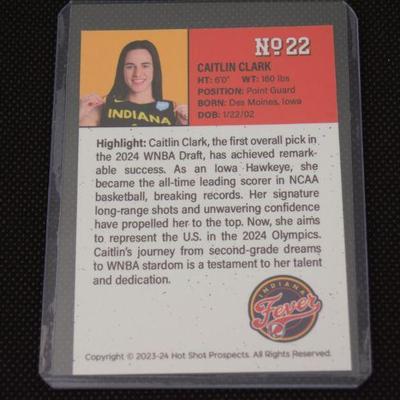 No 22
CAITLIN CLARK
HT: 6'0" WT: 160 lbs
POSITION: Point Guard
BORN: Des Moines, Iowa
DOB: 1/22/02
INDIANA
Highlight: Caitlin Clark, the first overall pick in
the 2024 WNBA Draft, has achieved remark-
able success. As an Iowa Hawkeye, she
became the all-time leading scorer in NCAA
basketball, breaking records. Her signature
long-range shots and unwavering confidence
have propelled her to the top. Now, she aims
to represent the U.S. in the 2024 Olympics.
Caitlin's journey from second-grade dreams
to WNBA stardom is a testament to her talent
and dedication.
INDIANA
Fever
Copyright © 2023-24 Hot Shot Prospects. All Rights Reserved.